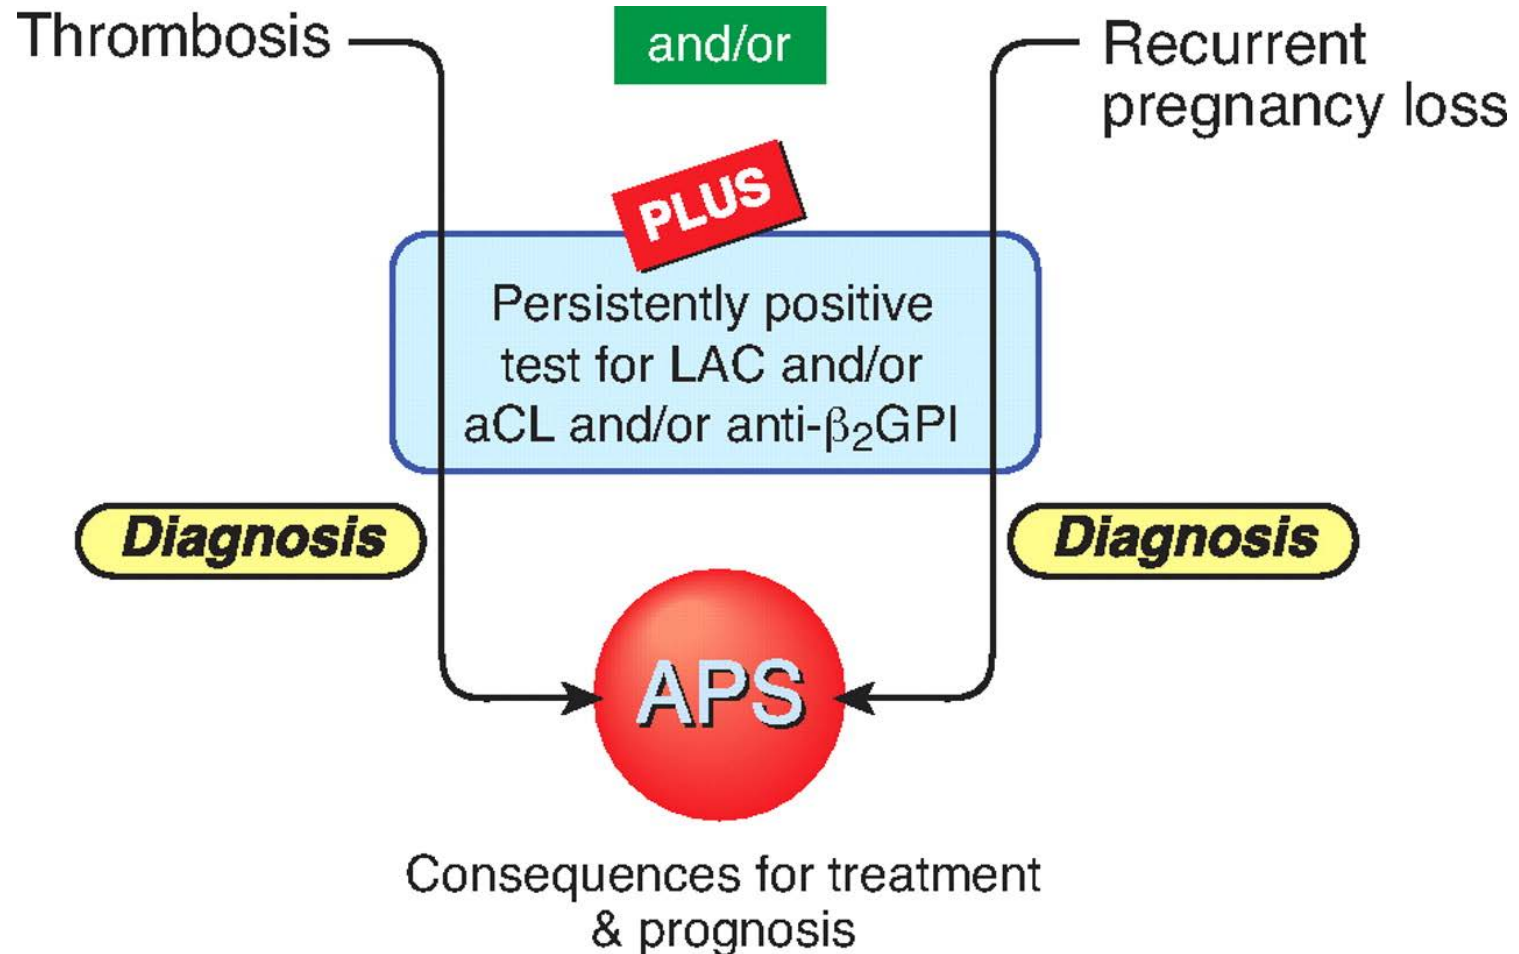 Thrombosis
and/or
Recurrent
pregnancy loss
PLUS
Persistently positive
test for LAC and/or
aCL and/or anti-β₂GPI
Diagnosis
Diagnosis
APS
Consequences for treatment
& prognosis